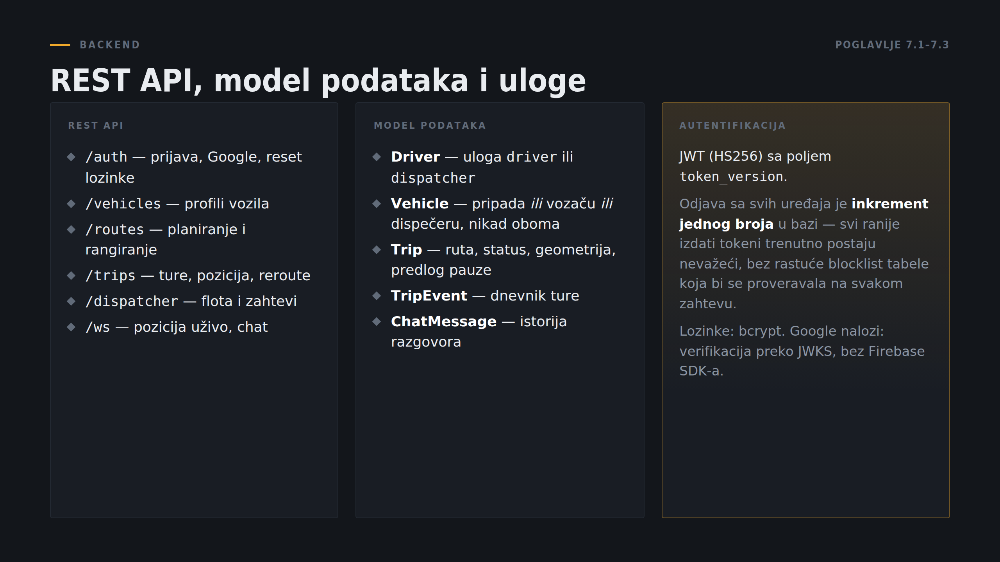 BACKEND
POGLAVLJE 7.1–7.3
REST API, model podataka i uloge
REST API
/auth — prijava, Google, reset
lozinke
/vehicles — profili vozila
/routes — planiranje i
rangiranje
/trips — ture, pozicija, reroute
/dispatcher — flota i zahtevi
/ws — pozicija uživo, chat
MODEL PODATAKA
Driver — uloga driver ili
dispatcher
Vehicle — pripada ili vozaču ili
dispečeru, nikad oboma
Trip — ruta, status, geometrija,
predlog pauze
TripEvent — dnevnik ture
ChatMessage — istorija
razgovora
AUTENTIFIKACIJA
JWT (HS256) sa poljem
token_version.
Odjava sa svih uređaja je inkrement
jednog broja u bazi — svi ranije
izdati tokeni trenutno postaju
nevažeći, bez rastuće blocklist tabele
koja bi se proveravala na svakom
zahtevu.
Lozinke: bcrypt. Google nalozi:
verifikacija preko JWKS, bez Firebase
SDK-a.